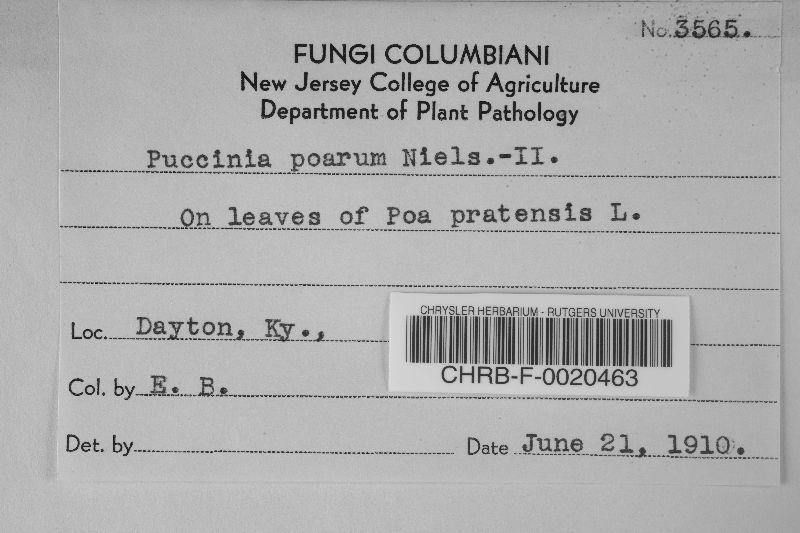 No. 3565.
FUNGI COLUMBIANI
New Jersey College of Agriculture
Department of Plant Pathology
Puccinia poarum Niels.-II.
On leaves of Poa pratensis L.
Loc. Dayton, Ky.,
CHRYSLER HERBARIUM - RUTGERS UNIVERSITY
CHRB-F-0020463
Col. by E. B.
Det. by
Date June 21, 1910.